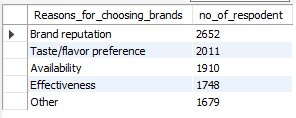 Reasons_for_choosing_brands no_of_respodent
Brand reputation 2652
Taste/flavor preference 2011
Availability 1910
Effectiveness 1748
Other 1679